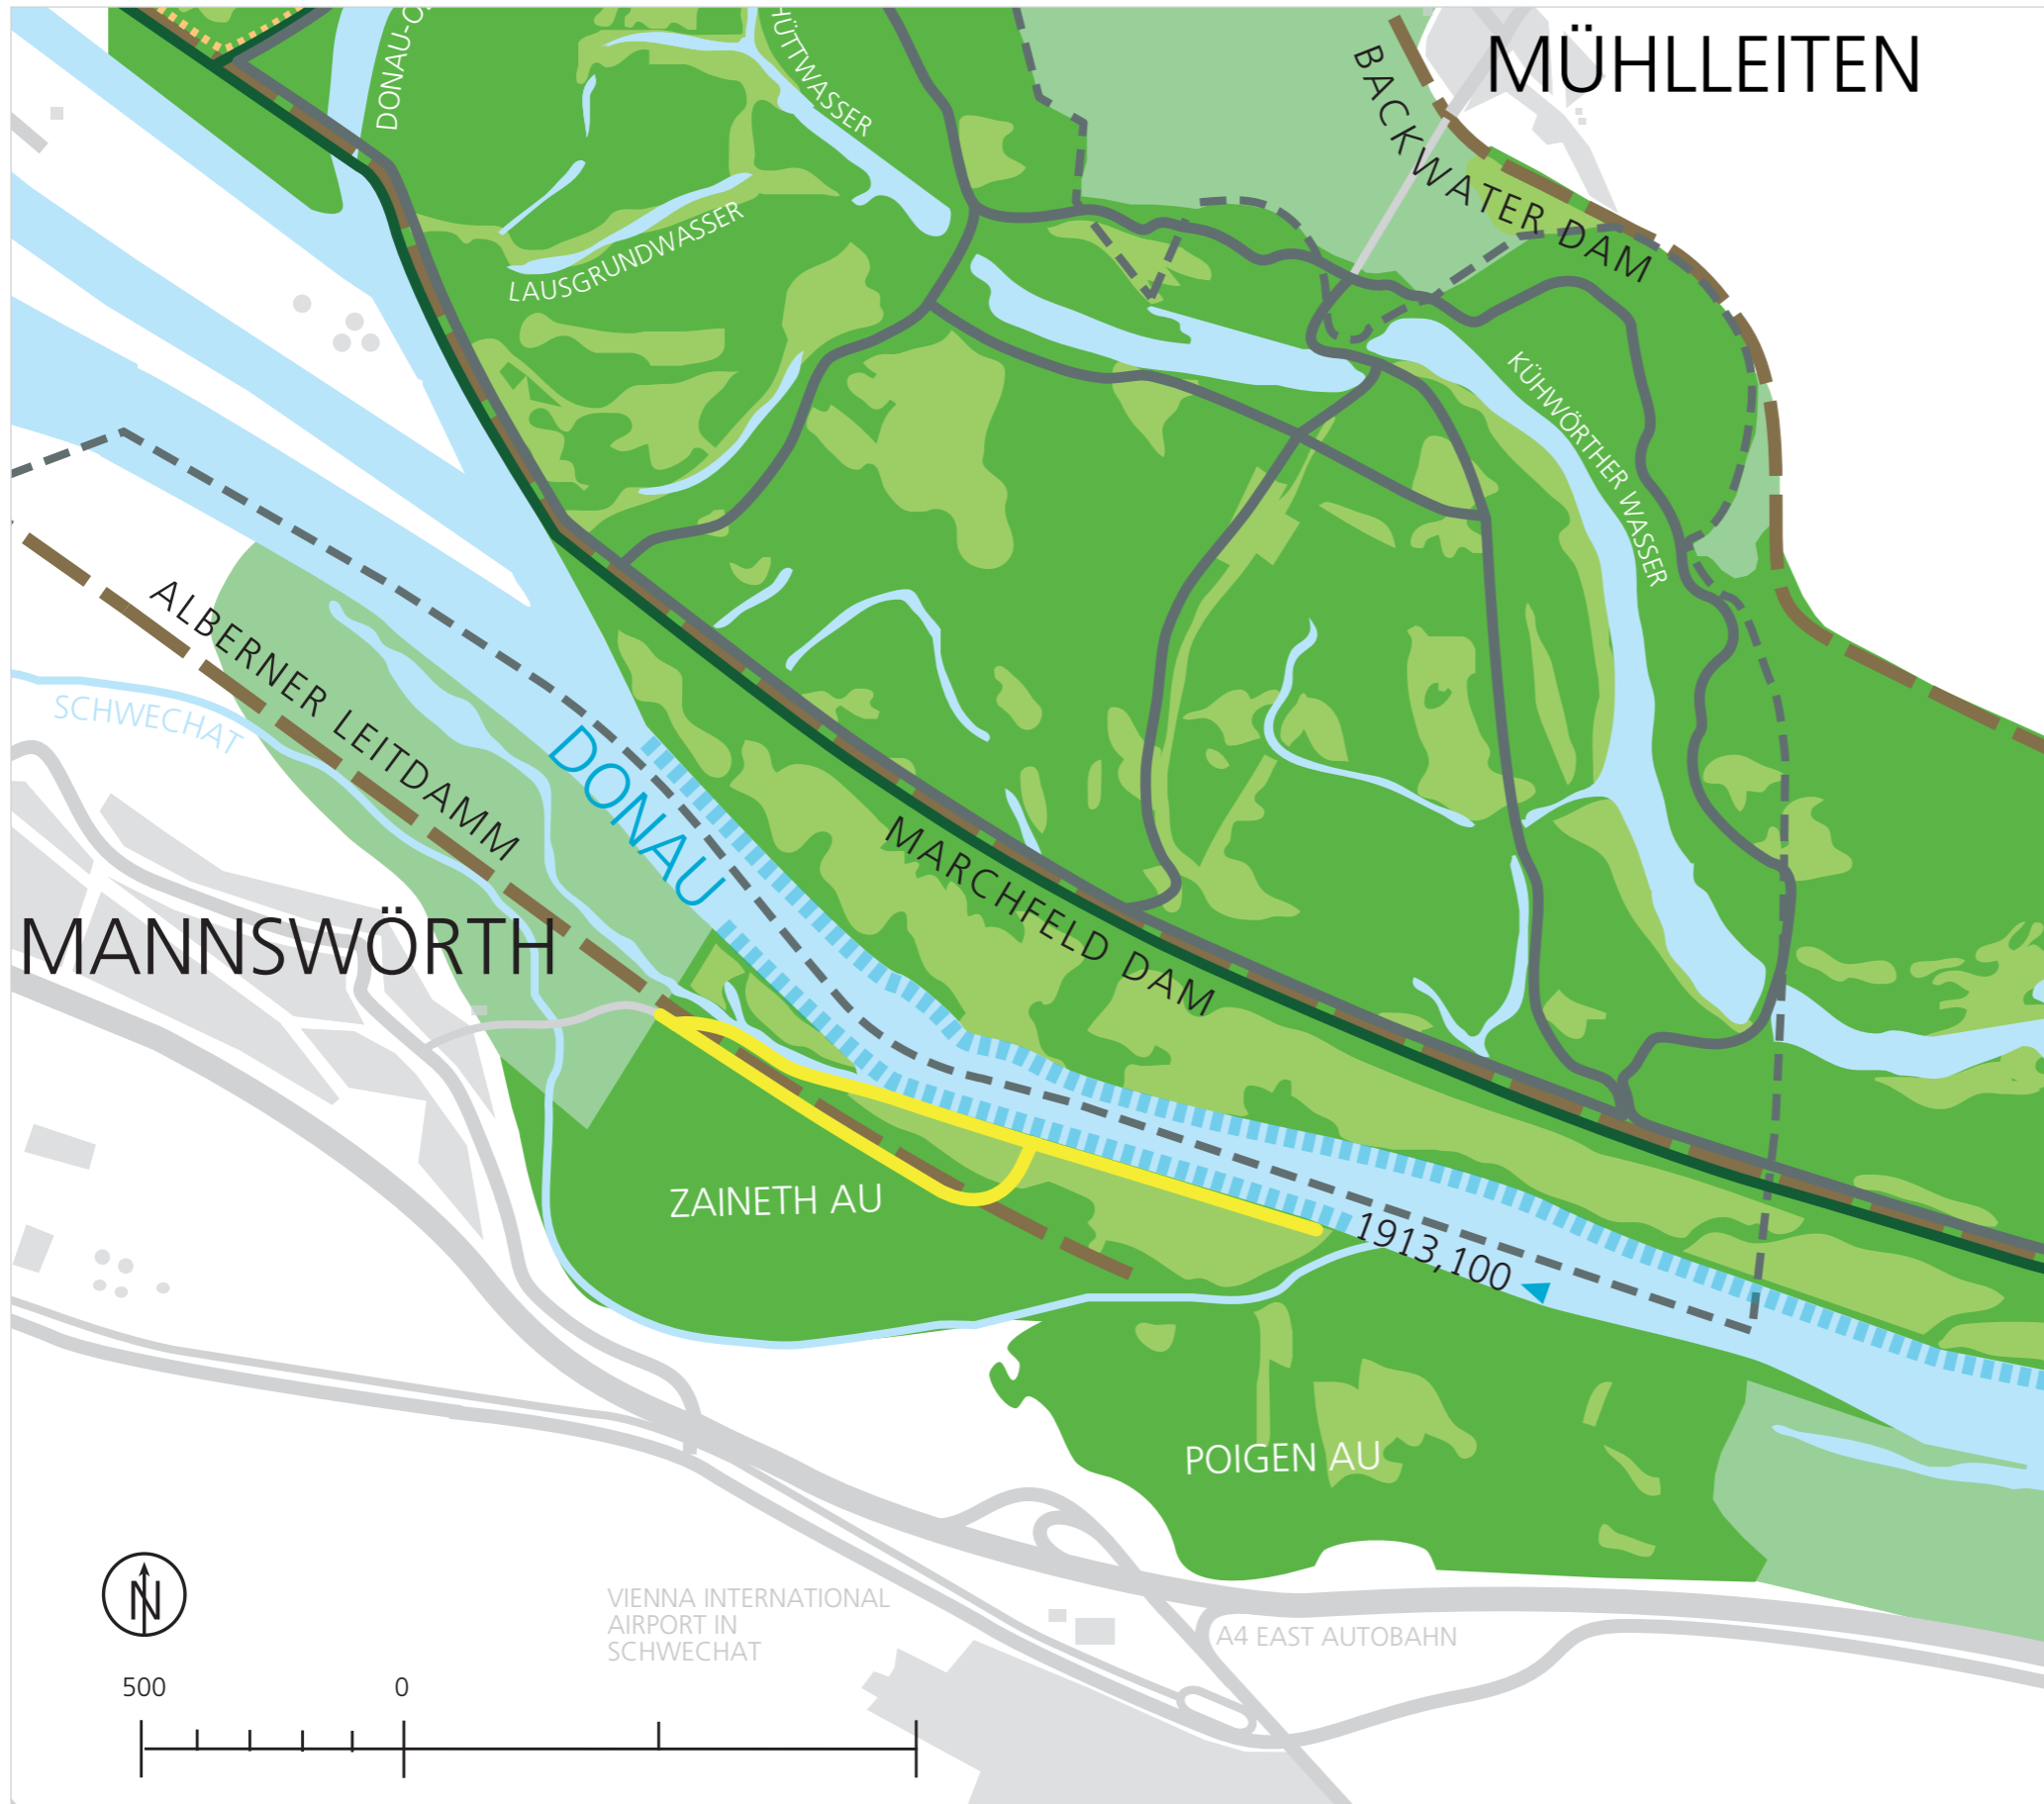 MÜHLLEITEN
BACKWATER DAM
HÜTTWASSER
LAUSGRUNDWASSER
KÜHWÖRTHER WASSER
ALBERNER LEITDAMM
SCHWECHAT
DONAU
MARCHFELD DAM
MANNSWÖRTH
ZAINETH AU
1913,100
POIGEN AU
N
VIENNA INTERNATIONAL
AIRPORT IN
SCHWECHAT
A4 EAST AUTOBAHN
500 0